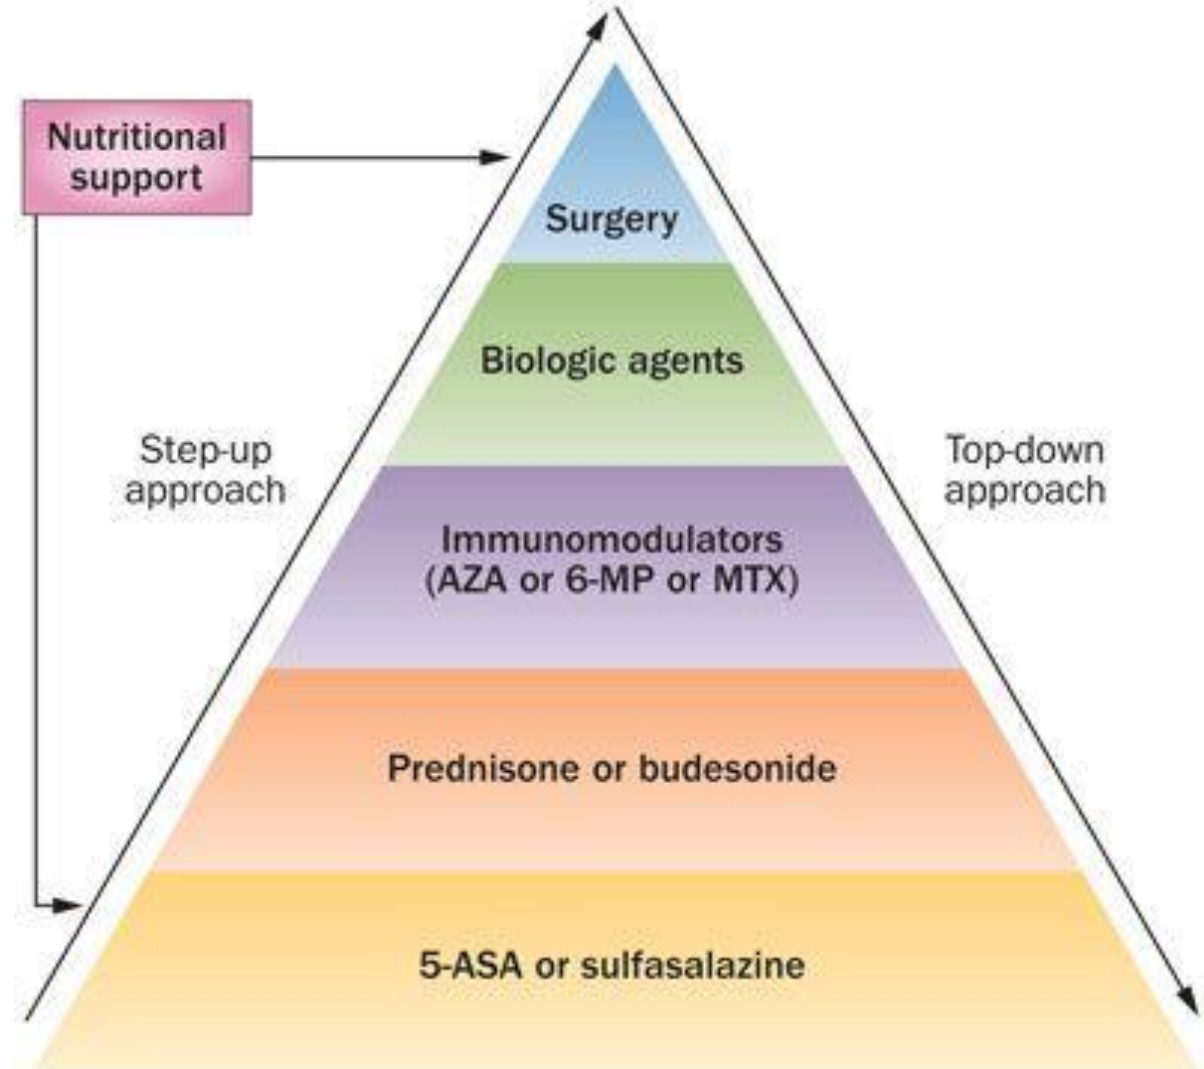 Nutritional
support
Surgery
Biologic agents
Step-up
approach
Top-down
approach
Immunomodulators
(AZA or 6-MP or MTX)
Prednisone or budesonide
5-ASA or sulfasalazine